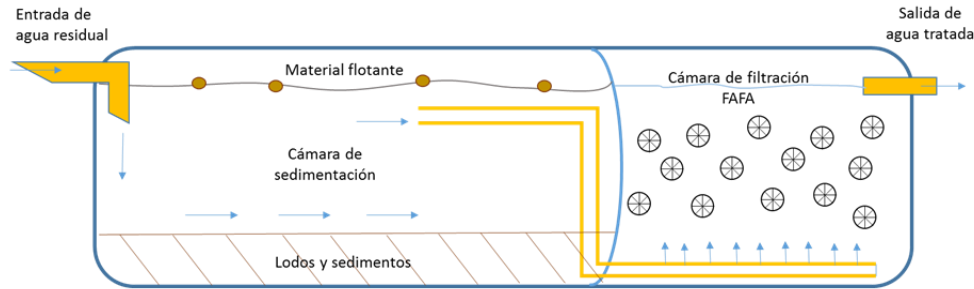 Entrada de
agua residual
Salida de
agua tratada
Material flotante
Cámara de filtración
FAFA
Cámara de
sedimentación
Lodos y sedimentos